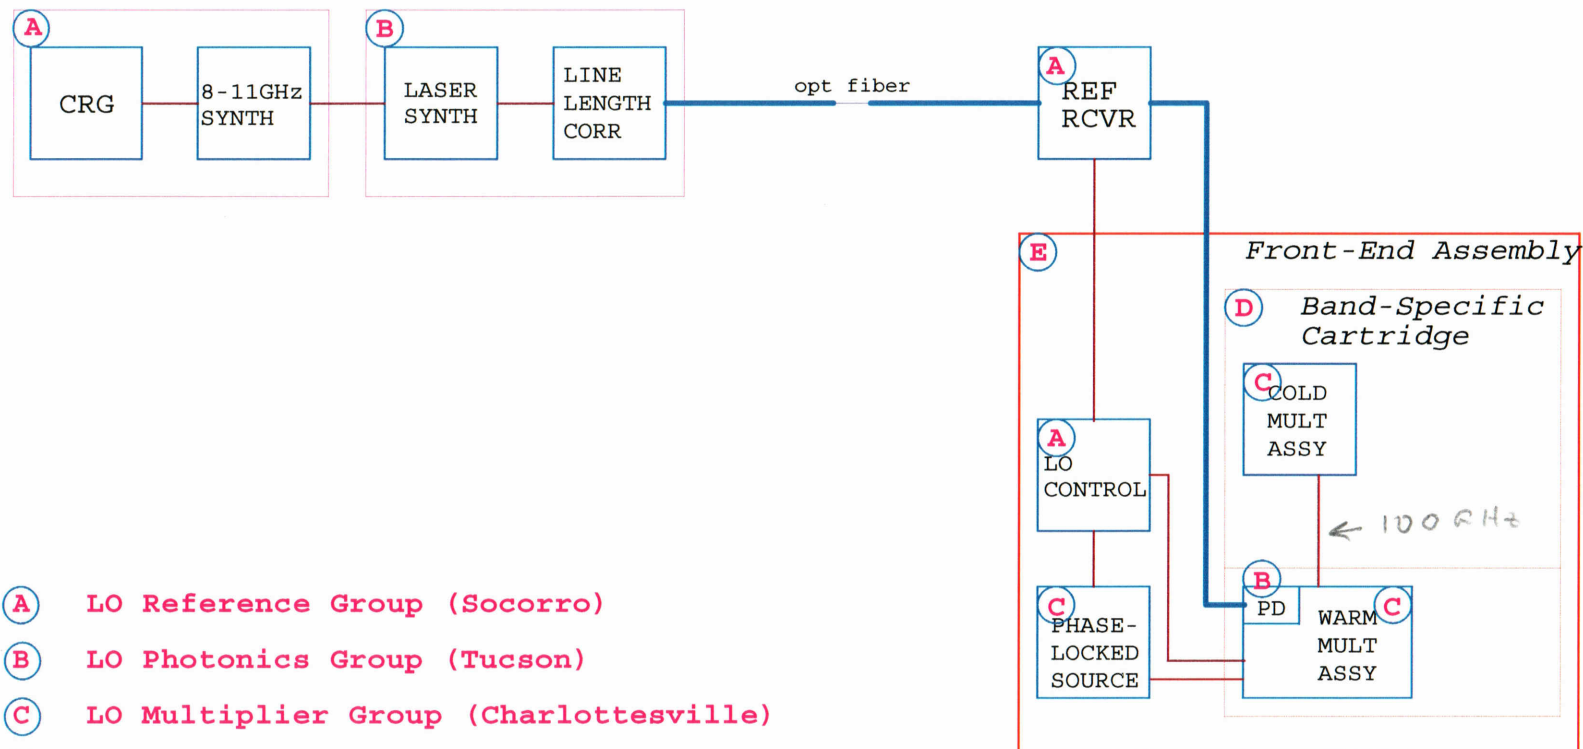 A
CRG
8-11GHz
SYNTH
B
LASER
SYNTH
LINE
LENGTH
CORR
opt fiber
A
REF
RCVR
E
Front-End Assembly
D
Band-Specific
Cartridge
C
COLD
MULT
ASSY
A
LO
CONTROL
← 100 GHz
C
PHASE-
LOCKED
SOURCE
B
PD
C
WARM
MULT
ASSY
A LO Reference Group (Socorro)
B LO Photonics Group (Tucson)
C LO Multiplier Group (Charlottesville)